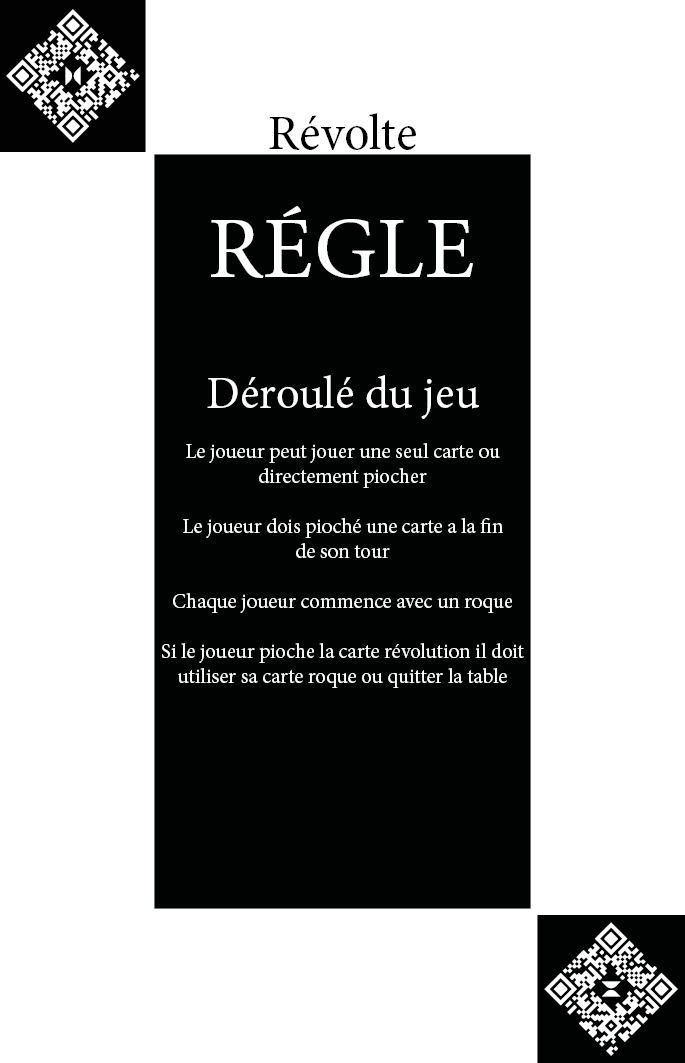 Révolte
RÉGLE
Déroulé du jeu
Le joueur peut jouer une seul carte ou
directement piocher
Le joueur dois pioché une carte a la fin
de son tour
Chaque joueur commence avec un roque
Si le joueur pioche la carte révolution il doit
utiliser sa carte roque ou quitter la table